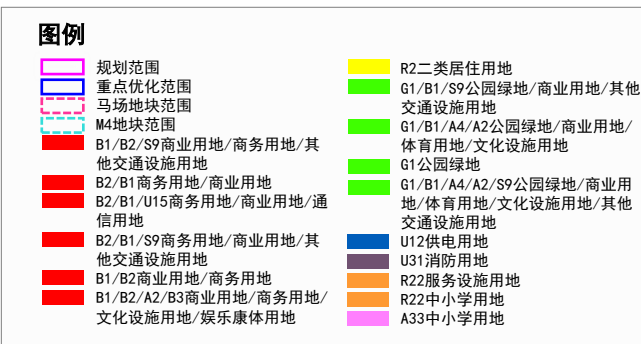 图例
规划范围
重点优化范围
马场地块范围
M4地块范围
B1/B2/S9商业用地/商务用地/其
他交通设施用地
B2/B1商务用地/商业用地
B2/B1/U15商务用地/商业用地/通
信用地
B2/B1/S9商务用地/商业用地/其
他交通设施用地
B1/B2商业用地/商务用地
B1/B2/A2/B3商业用地/商务用地/
文化设施用地/娱乐康体用地
R2二类居住用地
G1/B1/S9公园绿地/商业用地/其他
交通设施用地
G1/B1/A4/A2公园绿地/商业用地/
体育用地/文化设施用地
G1公园绿地
G1/B1/A4/A2/S9公园绿地/商业用
地/体育用地/文化设施用地/其他
交通设施用地
U12供电用地
U31消防用地
R22服务设施用地
R22中小学用地
A33中小学用地